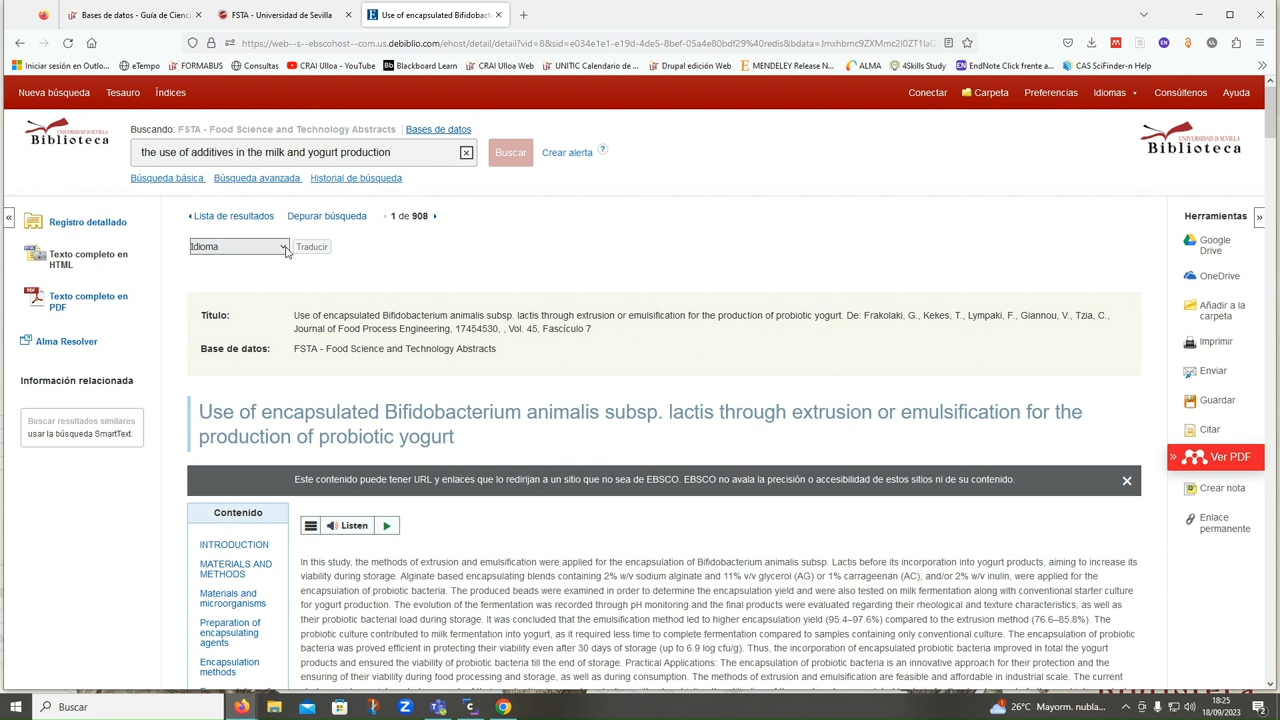 Bases de datos - Guía de Cienci
FSTA - Universidad de Sevilla
Use of encapsulated Bifidobact
Iniciar sesión en Outlo...
eTempo
FORMABUS
Consultas
CRAI Ulloa - YouTube
Blackboard Learn
CRAI Ulloa Web
UNITIC Calendario de ...
Drupal edición Web
MENDELEY Release N...
ALMA
4Skills Study
EndNote Click frente a...
CAS SciFinder-n Help
Nueva búsqueda Tesauro Índices
Conectar Carpeta Preferencias Idiomas Consúltenos Ayuda
UNIVERSIDAD D SEVILLA
Biblioteca
Buscando: FSTA - Food Science and Technology Abstracts Bases de datos
the use of additives in the milk and yogurt production
Buscar
Crear alerta
Búsqueda básica Búsqueda avanzada Historial de búsqueda
UNIVERSIDAD D SEVILLA
Biblioteca
Registro detallado
Texto completo en
HTML
PDF
Texto completo en
PDF
Alma Resolver
Información relacionada
Buscar resultados similares
usar la búsqueda SmartText.
Lista de resultados Depurar búsqueda 1 de 908
Idioma Traducir
Título: Use of encapsulated Bifidobacterium animalis subsp. lactis through extrusion or emulsification for the production of probiotic yogurt. De: Frakolaki, G., Kekes, T., Lympaki, F., Giannou, V., Tzia, C.,
Journal of Food Process Engineering, 17454530, , Vol. 45, Fascículo 7
Base de datos: FSTA - Food Science and Technology Abstracts
Use of encapsulated Bifidobacterium animalis subsp. lactis through extrusion or emulsification for the
production of probiotic yogurt
Este contenido puede tener URL y enlaces que lo redirijan a un sitio que no sea de EBSCO. EBSCO no avala la precisión o accesibilidad de estos sitios ni de su contenido.
Contenido
INTRODUCTION
MATERIALS AND
METHODS
Materials and
microorganisms
Preparation of
encapsulating
agents
Encapsulation
methods
Listen
In this study, the methods of extrusion and emulsification were applied for the encapsulation of Bifidobacterium animalis subsp. Lactis before its incorporation into yogurt products, aiming to increase its
viability during storage. Alginate based encapsulating blends containing 2% w/v sodium alginate and 11% v/v glycerol (AG) or 1% carrageenan (AC), and/or 2% w/v inulin, were applied for the
encapsulation of probiotic bacteria. The produced beads were examined in order to determine the encapsulation yield and were also tested on milk fermentation along with conventional starter culture
for yogurt production. The evolution of the fermentation was recorded through pH monitoring and the final products were evaluated regarding their rheological and texture characteristics, as well as
their probiotic bacterial load during storage. It was concluded that the emulsification method led to higher encapsulation yield (95.4–97.6%) compared to the extrusion method (76.6–85.8%). The
probiotic culture contributed to milk fermentation into yogurt, as it required less time to complete fermentation compared to samples containing only conventional culture. The encapsulation of probiotic
bacteria was proved efficient in protecting their viability even after 30 days of storage (up to 6.9 log cfu/g). Thus, the incorporation of encapsulated probiotic bacteria improved in total the yogurt
products and ensured the viability of probiotic bacteria till the end of storage. Practical Applications: The encapsulation of probiotic bacteria is an innovative approach for their protection and the
ensuring of their viability during food processing and storage, as well as during consumption. The methods of extrusion and emulsification are feasible and affordable in industrial scale. The current
Herramientas
Google
Drive
OneDrive
Añadir a la
carpeta
Imprimir
Enviar
Guardar
Citar
Ver PDF
Crear nota
Enlace
permanente
Buscar
26°C Mayorm. nubla...
18:25
18/09/2023